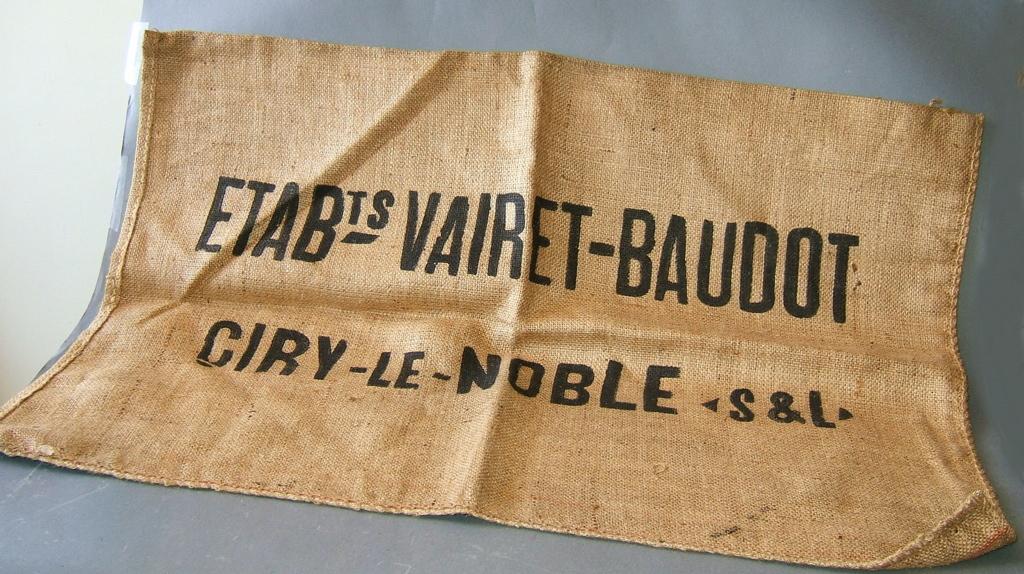 ETABTS VAIRET-BAUDOT
CIRY-LE-NOBLE ◂S&L▸